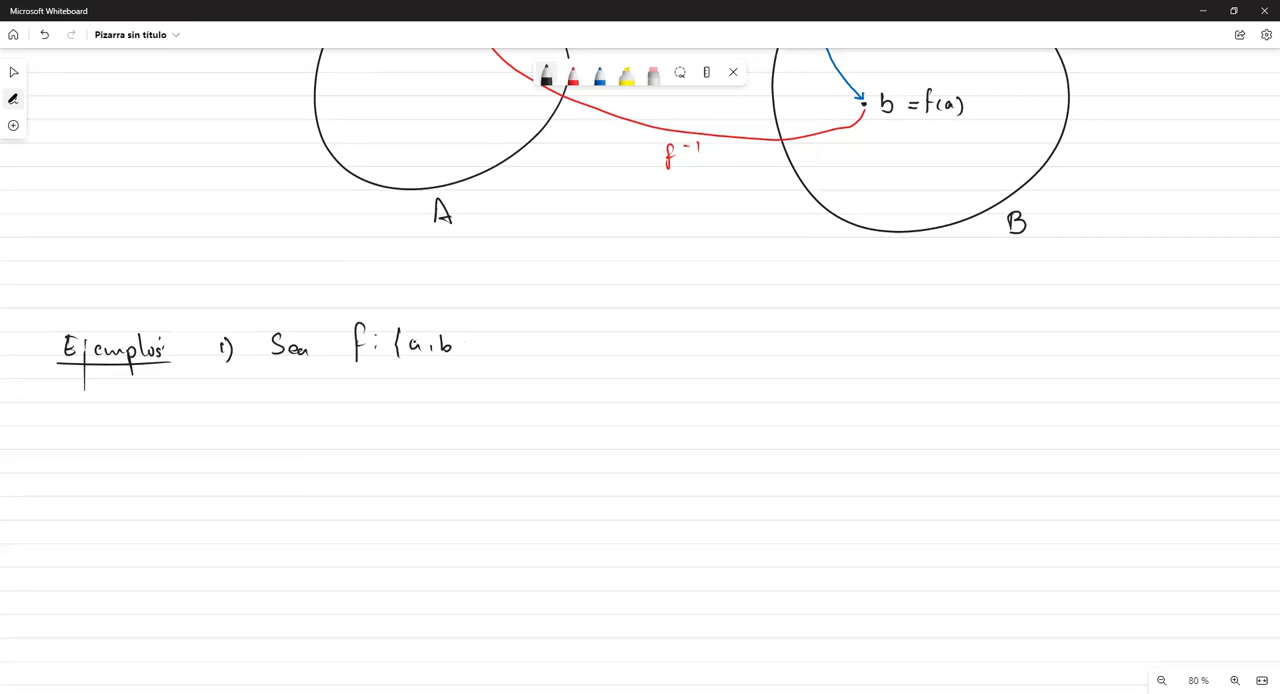 Microsoft Whiteboard
Pizarra sin título
b = f(a)
f⁻¹
A
B
Ejemplos 1) Sea f: { a, b
80 %